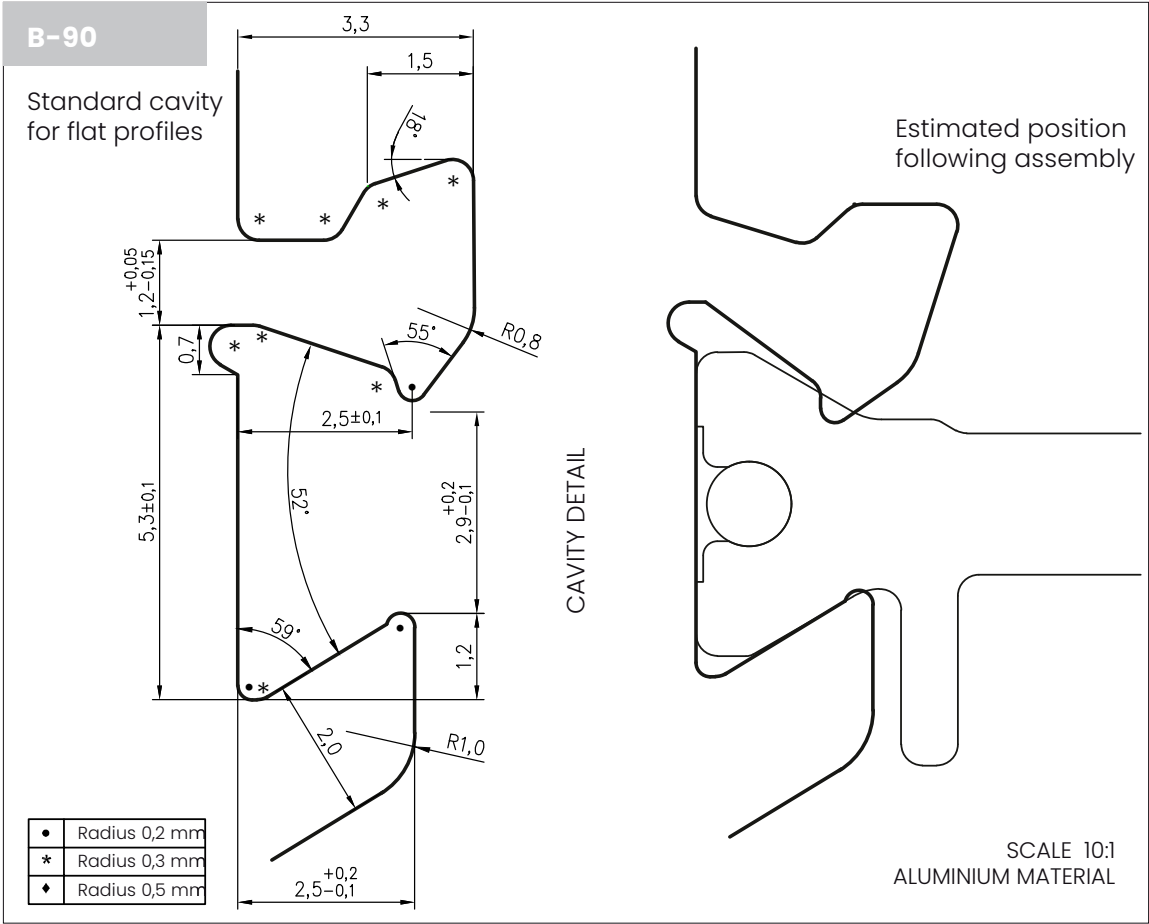 B-90
Standard cavity
for flat profiles
3,3
1,5
18°
+0,05
1,2-0,15
0,7
55°
R0,8
2,5±0,1
5,3±0,1
52°
+0,2
2,9-0,1
59°
1,2
2,0
R1,0
+0,2
2,5-0,1
● Radius 0,2 mm
* Radius 0,3 mm
♦ Radius 0,5 mm
CAVITY DETAIL
Estimated position
following assembly
SCALE 10:1
ALUMINIUM MATERIAL